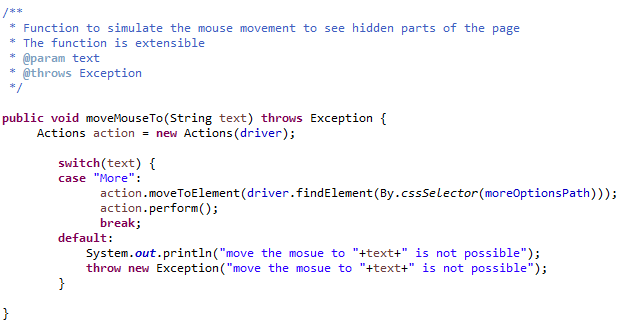 /**
 * Function to simulate the mouse movement to see hidden parts of the page
 * The function is extensible
 * @param text
 * @throws Exception
 */
public void moveMouseTo(String text) throws Exception {
     Actions action = new Actions(driver);
        switch(text) {
        case "More":
              action.moveToElement(driver.findElement(By.cssSelector(moreOptionsPath)));
              action.perform();
              break;
        default:
            System.out.println("move the mosue to "+text+" is not possible");
            throw new Exception("move the mosue to "+text+" is not possible");
        }
}